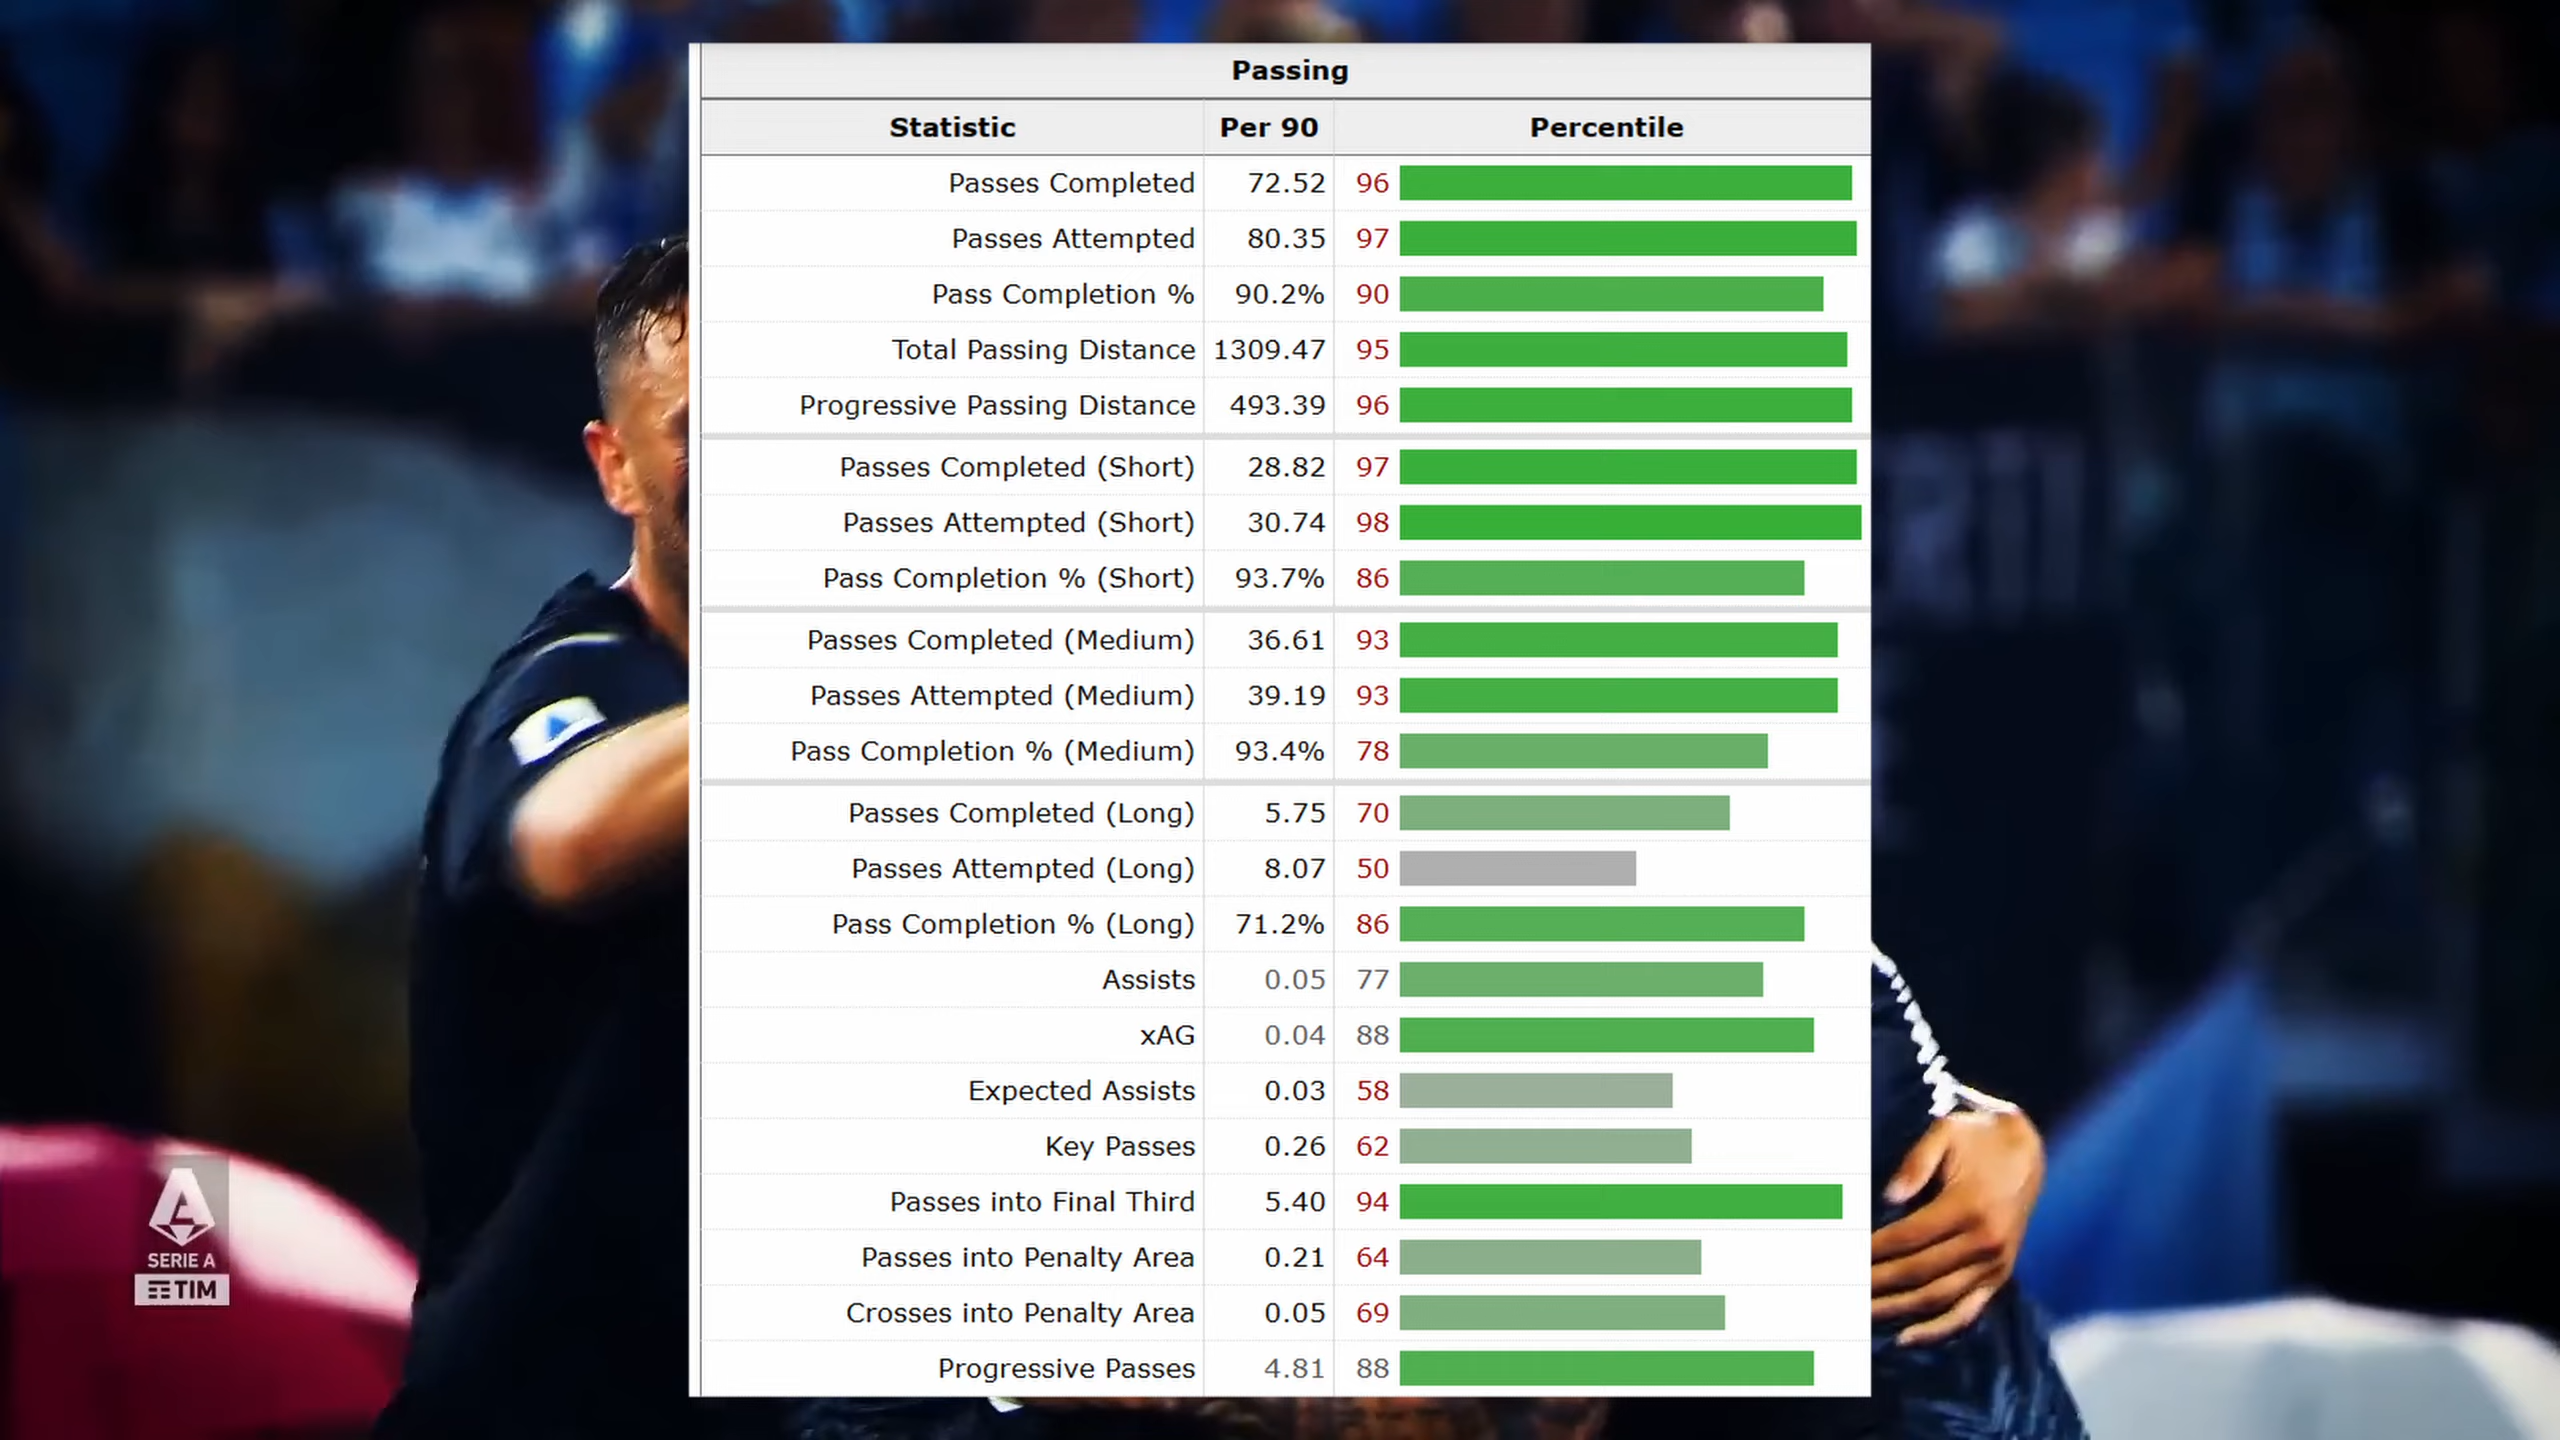 Passing
Statistic Per 90 Percentile
Passes Completed 72.52 96
Passes Attempted 80.35 97
Pass Completion % 90.2% 90
Total Passing Distance 1309.47 95
Progressive Passing Distance 493.39 96
Passes Completed (Short) 28.82 97
Passes Attempted (Short) 30.74 98
Pass Completion % (Short) 93.7% 86
Passes Completed (Medium) 36.61 93
Passes Attempted (Medium) 39.19 93
Pass Completion % (Medium) 93.4% 78
Passes Completed (Long) 5.75 70
Passes Attempted (Long) 8.07 50
Pass Completion % (Long) 71.2% 86
Assists 0.05 77
xAG 0.04 88
Expected Assists 0.03 58
Key Passes 0.26 62
Passes into Final Third 5.40 94
Passes into Penalty Area 0.21 64
Crosses into Penalty Area 0.05 69
Progressive Passes 4.81 88
SERIE A
TIM